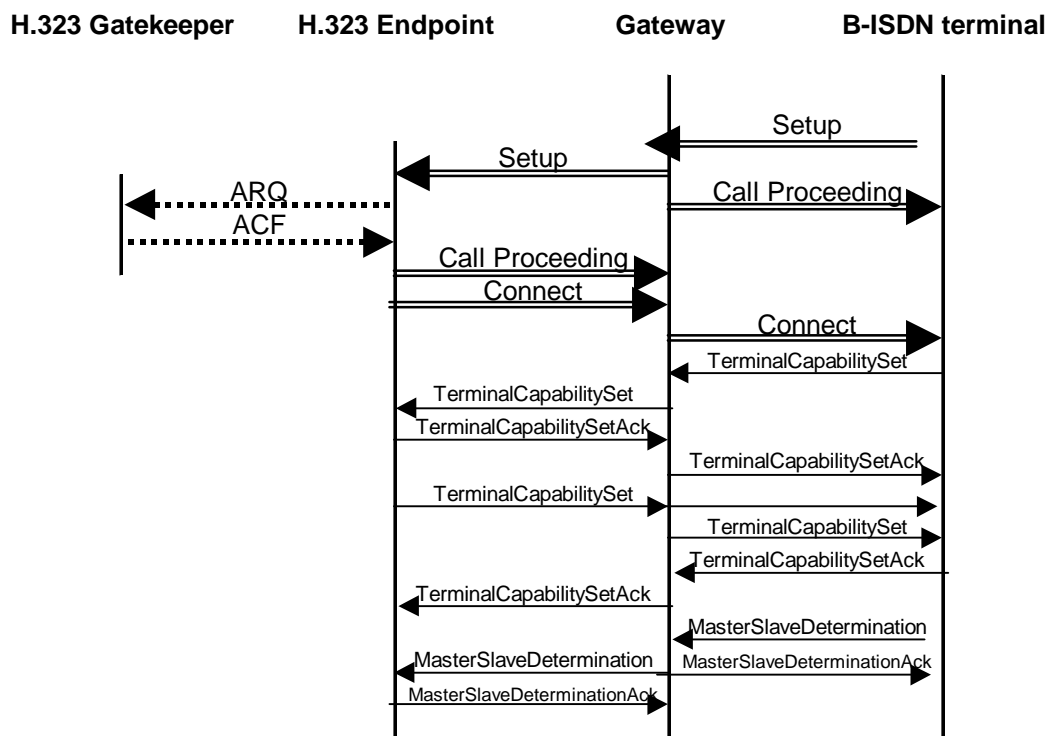 H.323 Gatekeeper
H.323 Endpoint
Gateway
B-ISDN terminal
Setup
Setup
Call Proceeding
ARQ
ACF
Call Proceeding
Connect
Connect
TerminalCapabilitySet
TerminalCapabilitySet
TerminalCapabilitySetAck
TerminalCapabilitySetAck
TerminalCapabilitySet
TerminalCapabilitySet
TerminalCapabilitySetAck
TerminalCapabilitySetAck
MasterSlaveDetermination
MasterSlaveDetermination
MasterSlaveDeterminationAck
MasterSlaveDeterminationAck